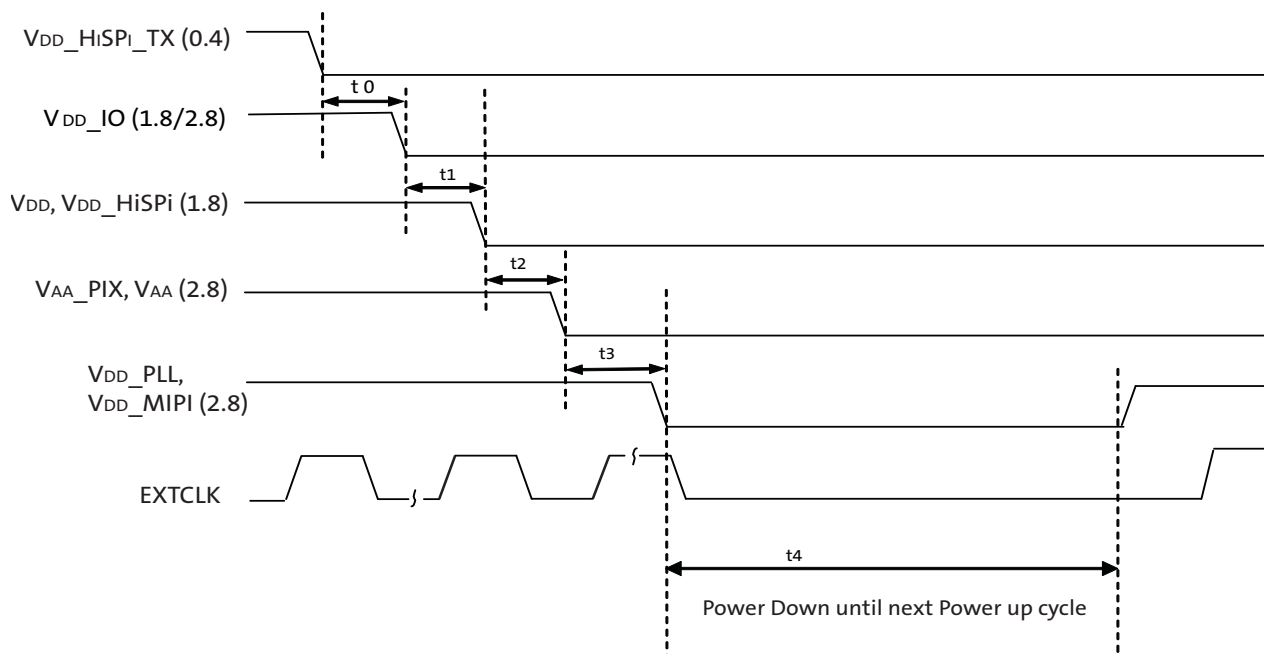 VDD_HiSPi_TX (0.4)
t 0
VDD_IO (1.8/2.8)
t1
VDD, VDD_HiSPi (1.8)
t2
VAA_PIX, VAA (2.8)
t3
VDD_PLL,
VDD_MIPI (2.8)
EXTCLK
t4
Power Down until next Power up cycle